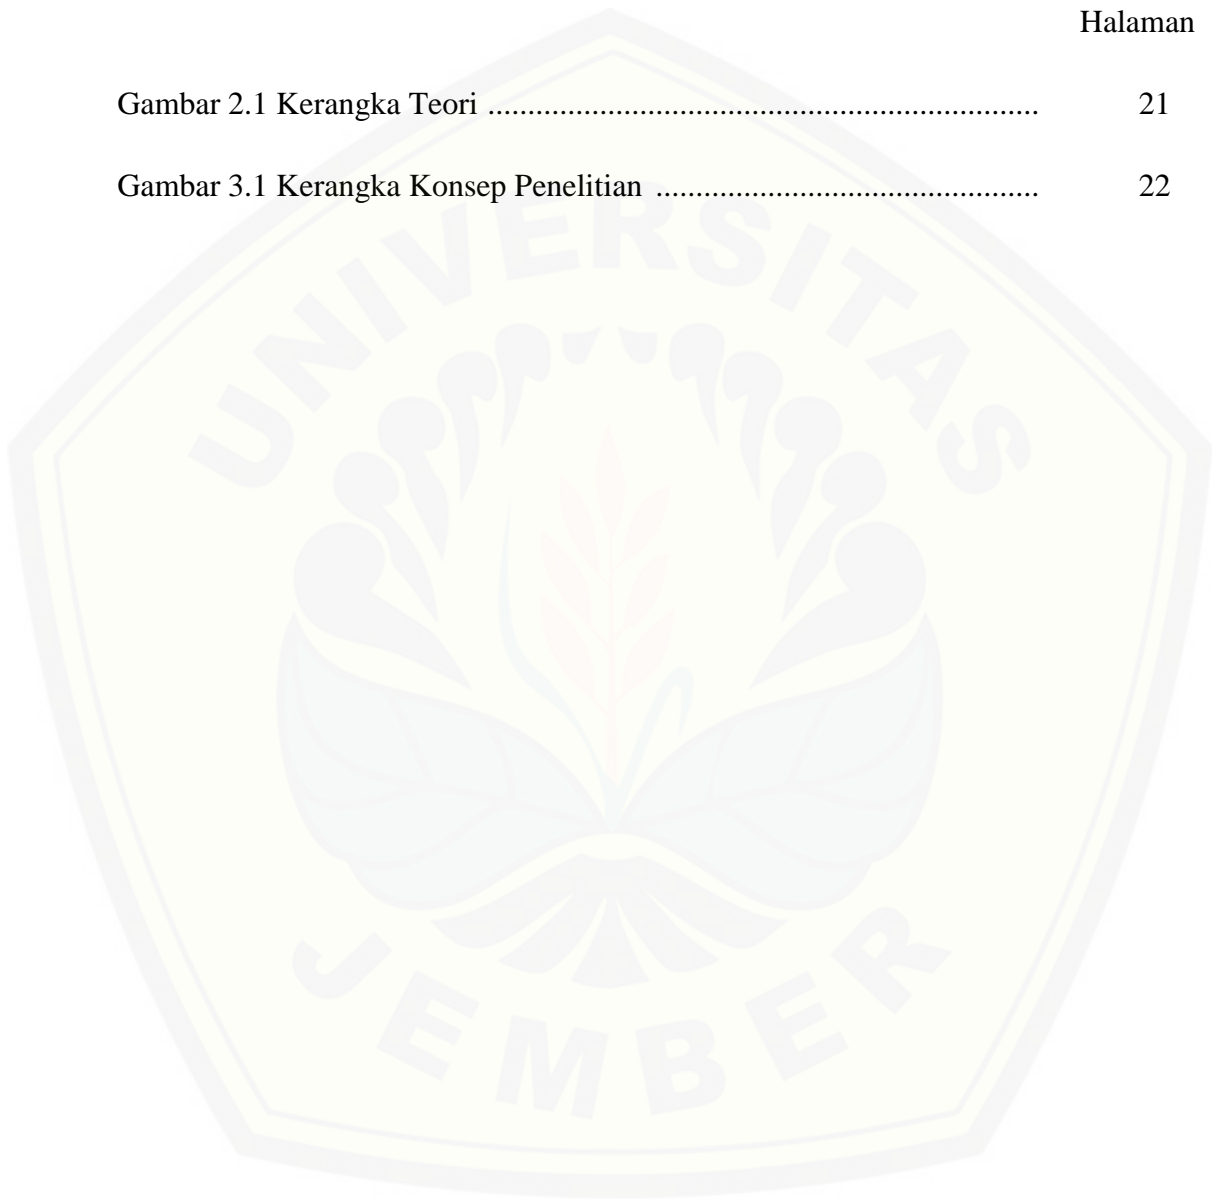 Halaman
Gambar 2.1 Kerangka Teori .................................................................... 21
Gambar 3.1 Kerangka Konsep Penelitian ............................................... 22
UNIVERSITAS
JEMBER